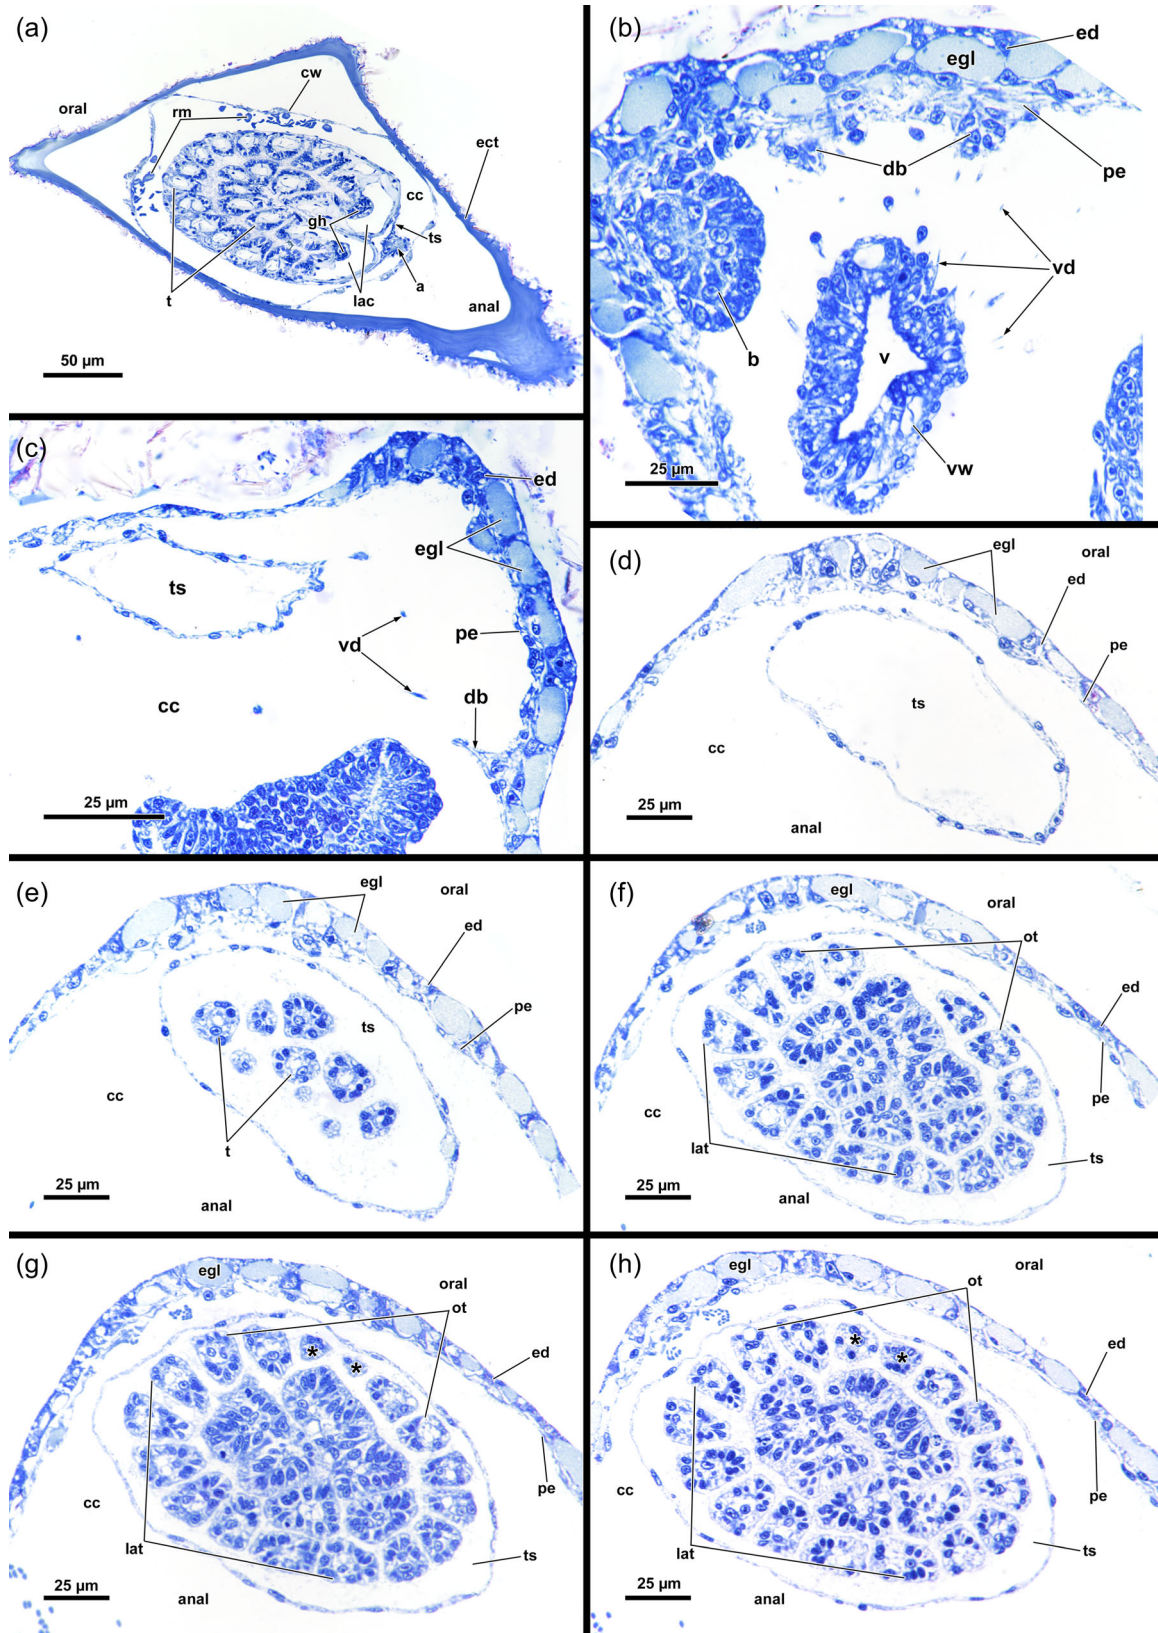 (a)
oral
rm
cw
ect
cc
gh
ts
t
lac
a
anal
50 µm
(b)
ed
egl
db
pe
vd
b
v
vw
25 µm
(c)
ed
egl
ts
pe
vd
db
cc
25 µm
(d)
egl
oral
ed
pe
ts
cc
25 µm
anal
(e)
egl
oral
ed
pe
ts
cc
t
25 µm
anal
(f)
egl
oral
ot
ed
pe
cc
lat
ts
25 µm
anal
(g)
egl
oral
ot
* *
ed
pe
cc
lat
ts
25 µm
anal
(h)
egl
oral
ot
* *
ed
pe
cc
lat
ts
25 µm
anal